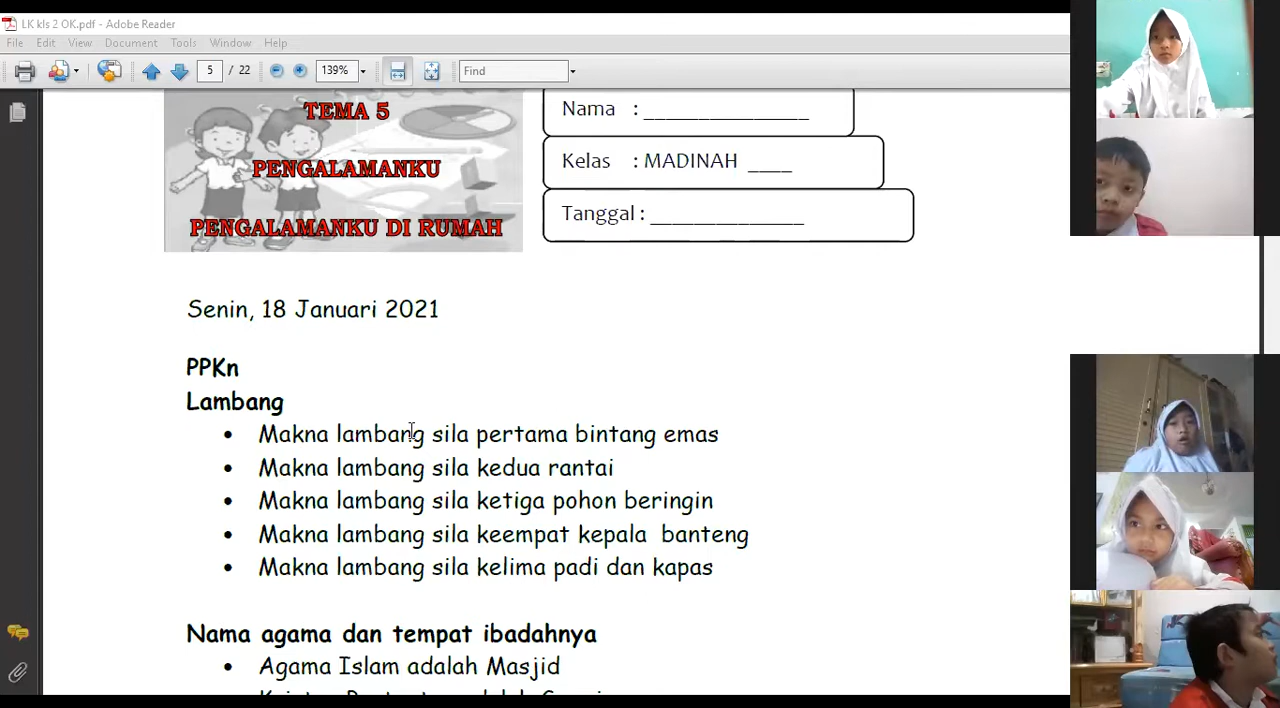 LK kls 2 OK.pdf - Adobe Reader
File Edit View Document Tools Window Help
5 / 22 139% Find
TEMA 5
PENGALAMANKU
PENGALAMANKU DI RUMAH
Nama : _______________
Kelas : MADINAH ____
Tanggal : ______________
Senin, 18 Januari 2021
PPKn
Lambang
• Makna lambang sila pertama bintang emas
• Makna lambang sila kedua rantai
• Makna lambang sila ketiga pohon beringin
• Makna lambang sila keempat kepala banteng
• Makna lambang sila kelima padi dan kapas
Nama agama dan tempat ibadahnya
• Agama Islam adalah Masjid